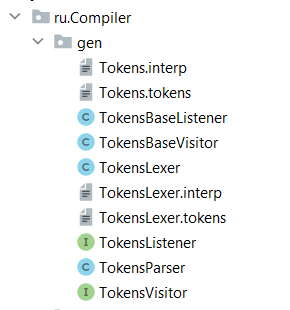 ru.Compiler
gen
Tokens.interp
Tokens.tokens
C TokensBaseListener
C TokensBaseVisitor
C TokensLexer
TokensLexer.interp
TokensLexer.tokens
I TokensListener
C TokensParser
I TokensVisitor